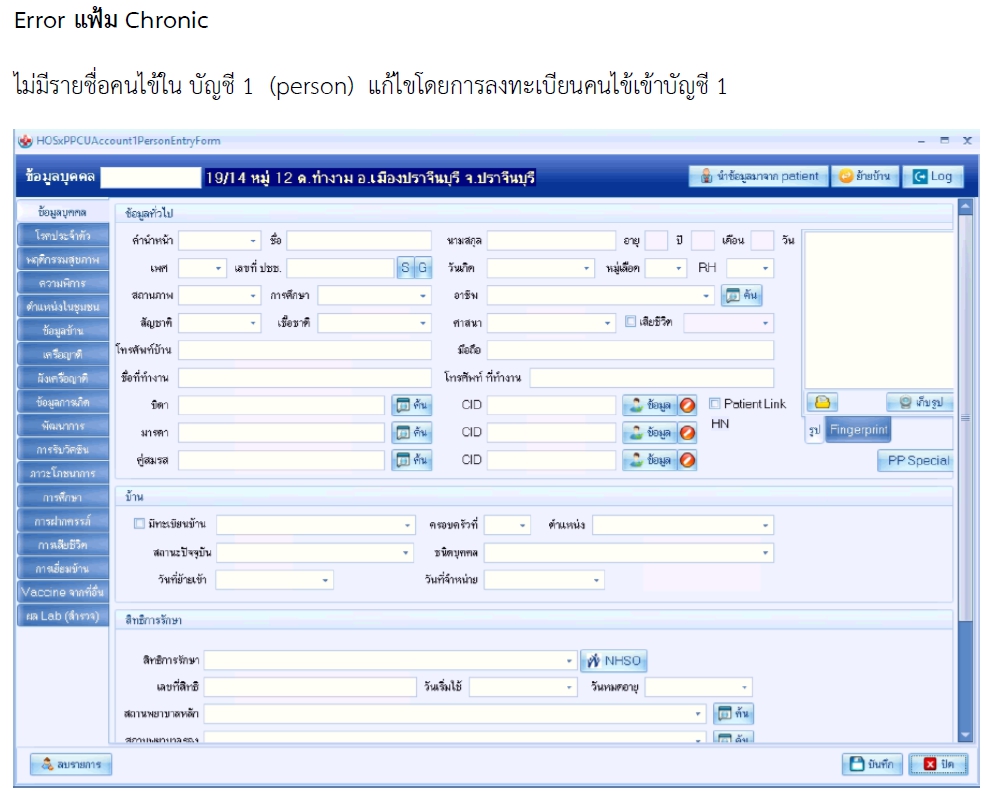 Error แฟ้ม Chronic
ไม่มีรายชื่อคนไข้ใน บัญชี 1 (person) แก้ไขโดยการลงทะเบียนคนไข้เข้าบัญชี 1
HOSxPPCUAccount1PersonEntryForm
ข้อมูลบุคคล 19/14 หมู่ 12 ต.ท่างาม อ.เมืองปราจีนบุรี จ.ปราจีนบุรี นำข้อมูลมาจาก patient ย้ายบ้าน Log
ข้อมูลบุคคล
โรคประจำตัว
พฤติกรรมสุขภาพ
ความพิการ
ตำแหน่งในชุมชน
ข้อมูลบ้าน
เครือญาติ
ผังเครือญาติ
ข้อมูลการเกิด
พัฒนาการ
การรับวัคซีน
ภาวะโภชนาการ
การศึกษา
การฝากครรภ์
การเสียชีวิต
การเยี่ยมบ้าน
Vaccine จากที่อื่น
ผล Lab (สำรวจ)
ข้อมูลทั่วไป
คำนำหน้า ชื่อ นามสกุล อายุ ปี เดือน วัน
เพศ เลขที่ ปชช. S G วันเกิด หมู่เลือด RH
สถานภาพ การศึกษา อาชีพ ค้น
สัญชาติ เชื้อชาติ ศาสนา เสียชีวิต
โทรศัพท์บ้าน มือถือ
ชื่อที่ทำงาน โทรศัพท์ ที่ทำงาน
บิดา ค้น CID ข้อมูล Patient Link เก็บรูป
มารดา ค้น CID ข้อมูล HN รูป Fingerprint
คู่สมรส ค้น CID ข้อมูล PP Special
บ้าน
มีทะเบียนบ้าน ครอบครัวที่ ตำแหน่ง
สถานะปัจจุบัน ชนิดบุคคล
วันที่ย้ายเข้า วันที่จำหน่าย
สิทธิการรักษา
สิทธิการรักษา NHSO
เลขที่สิทธิ วันเริ่มใช้ วันหมดอายุ
สถานพยาบาลหลัก ค้น
สถานพยาบาลรอง ค้น
ลบรายการ บันทึก ปิด